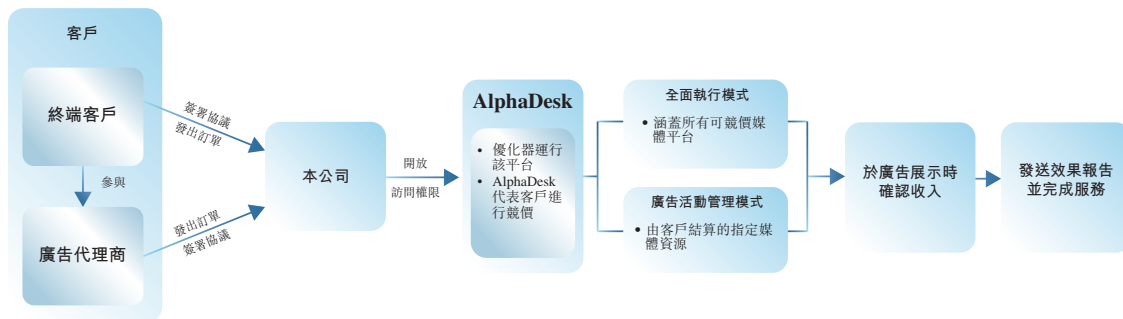 客戶
終端客戶
參與
廣告代理商
簽署協議
發出訂單
發出訂單
簽署協議
本公司
開放
訪問權限
AlphaDesk
• 優化器運行
該平台
• AlphaDesk
代表客戶進
行競價
全面執行模式
• 涵蓋所有可競價媒
體平台
廣告活動管理模式
• 由客戶結算的指定媒
體資源
於廣告展示時
確認收入
發送效果報告
並完成服務